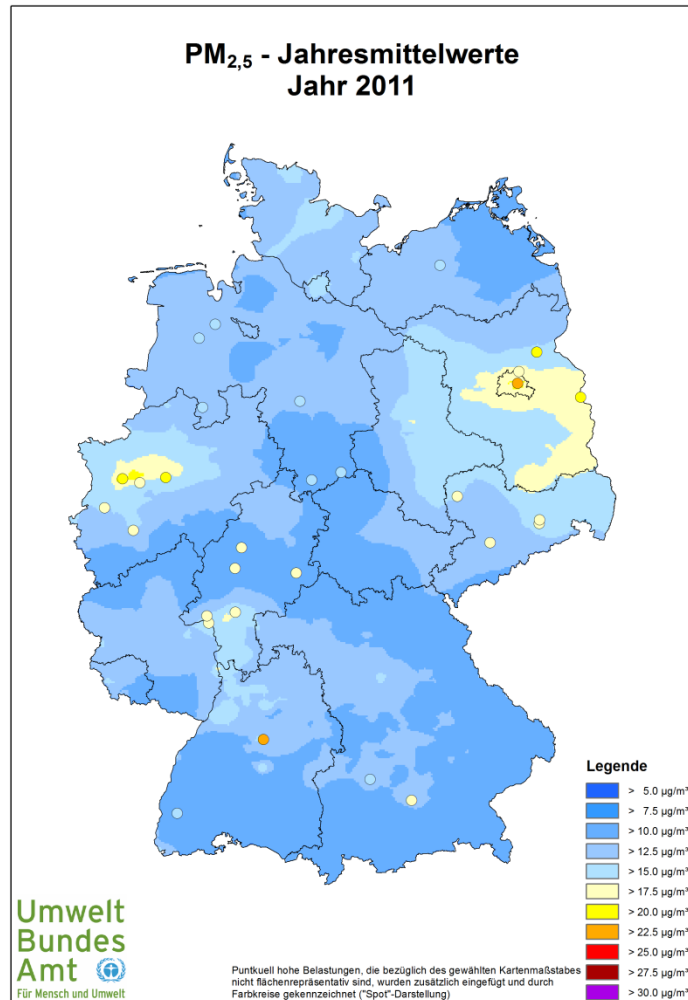 PM2,5 - Jahresmittelwerte
Jahr 2011
Legende
> 5.0 µg/m³
> 7.5 µg/m³
> 10.0 µg/m³
> 12.5 µg/m³
> 15.0 µg/m³
> 17.5 µg/m³
> 20.0 µg/m³
> 22.5 µg/m³
> 25.0 µg/m³
> 27.5 µg/m³
> 30.0 µg/m³
Umwelt
Bundes
Amt
Für Mensch und Umwelt
Punktuell hohe Belastungen, die bezüglich des gewählten Kartenmaßstabes
nicht flächenrepräsentativ sind, wurden zusätzlich eingefügt und durch
Farbkreise gekennzeichnet ("Spot"-Darstellung)